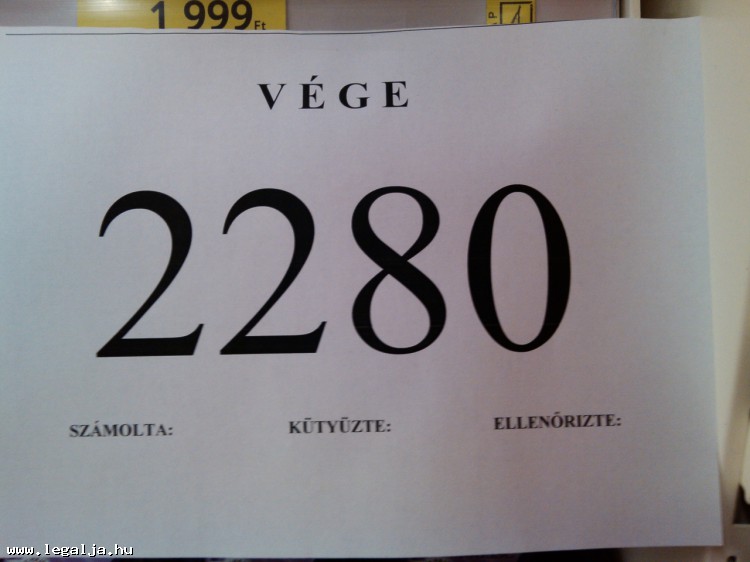 1 999 Ft
VÉGE
2280
SZÁMOLTA: KÜTYÜZTE: ELLENŐRIZTE:
www.legalja.hu